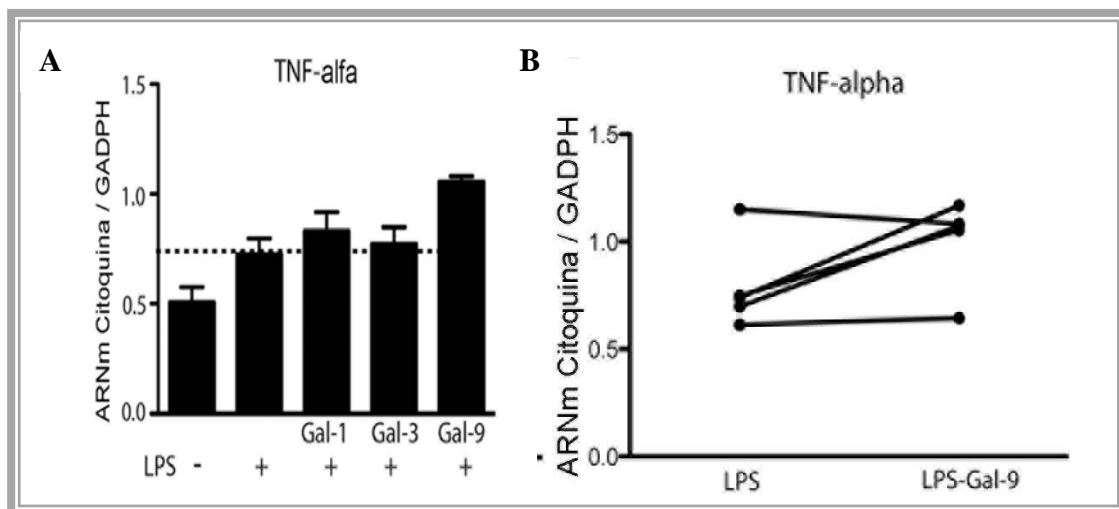 A
TNF-alfa
ARNm Citoquina / GADPH
1.5
1.0
0.5
0.0
Gal-1 Gal-3 Gal-9
LPS - + + + +
B
TNF-alpha
ARNm Citoquina / GADPH
1.5
1.0
0.5
0.0
LPS LPS-Gal-9